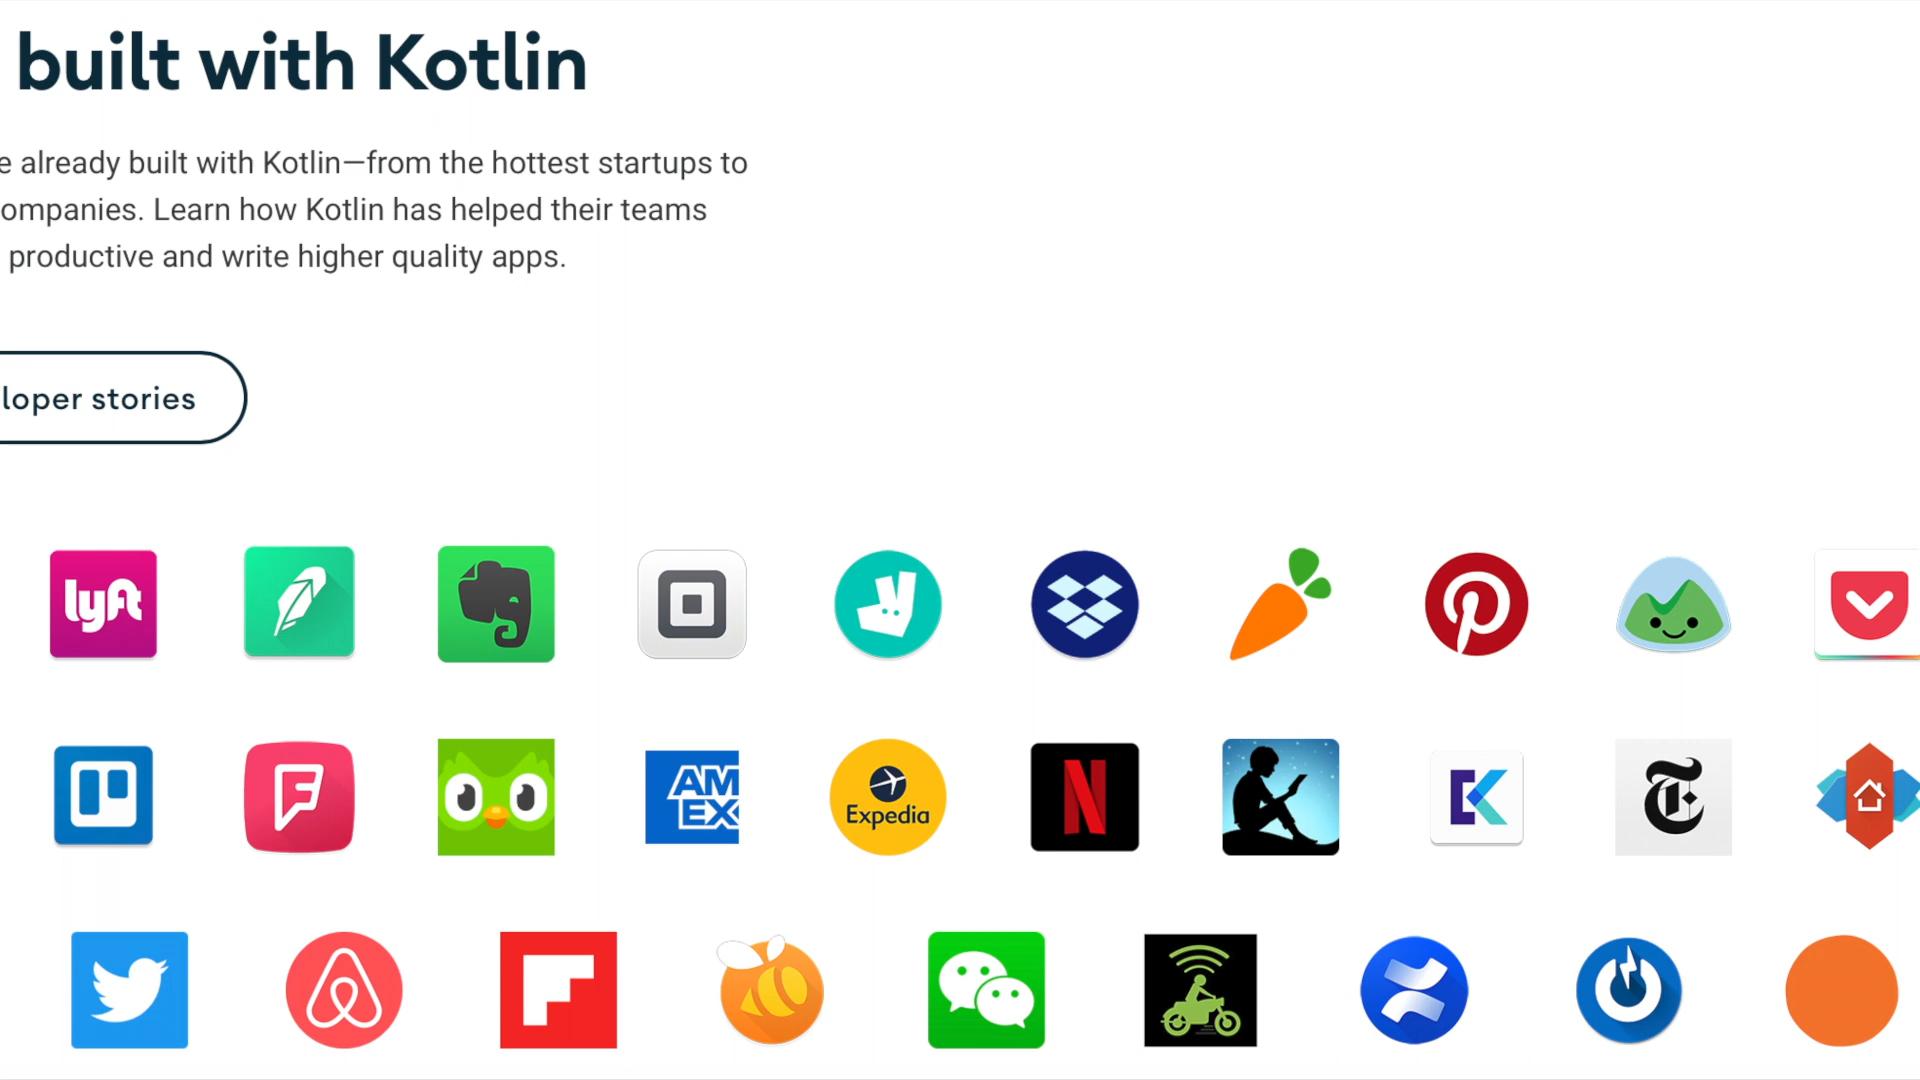 built with Kotlin
e already built with Kotlin—from the hottest startups to
ompanies. Learn how Kotlin has helped their teams
productive and write higher quality apps.
loper stories
lyft
AM
EX
Expedia
N
T